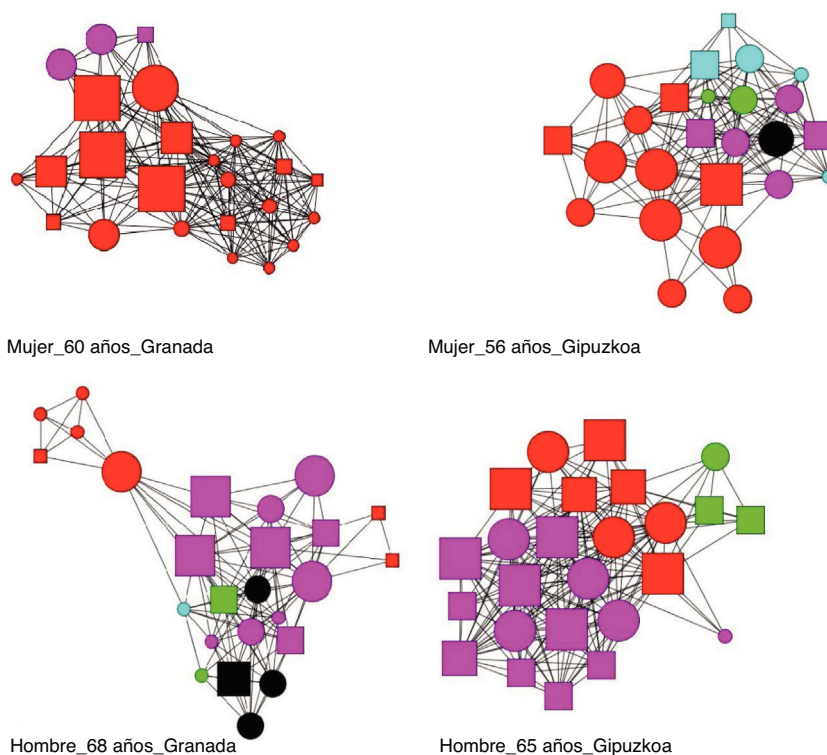 Mujer_60 años_Granada
Mujer_56 años_Gipuzkoa
Hombre_68 años_Granada
Hombre_65 años_Gipuzkoa